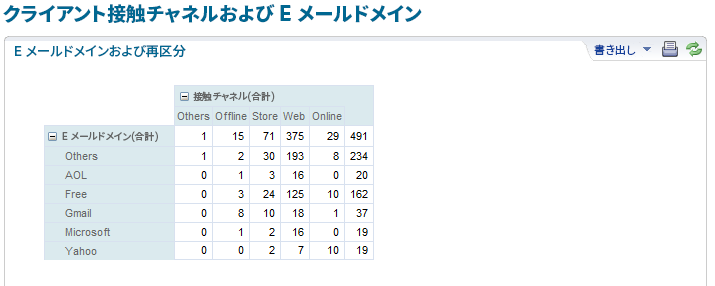 クライアント接触チャネルおよび E メールドメイン
E メールドメインおよび再区分 書き出し
接触チャネル(合計)
Others Offline Store Web Online
E メールドメイン(合計) 1 15 71 375 29 491
Others 1 2 30 193 8 234
AOL 0 1 3 16 0 20
Free 0 3 24 125 10 162
Gmail 0 8 10 18 1 37
Microsoft 0 1 2 16 0 19
Yahoo 0 0 2 7 10 19